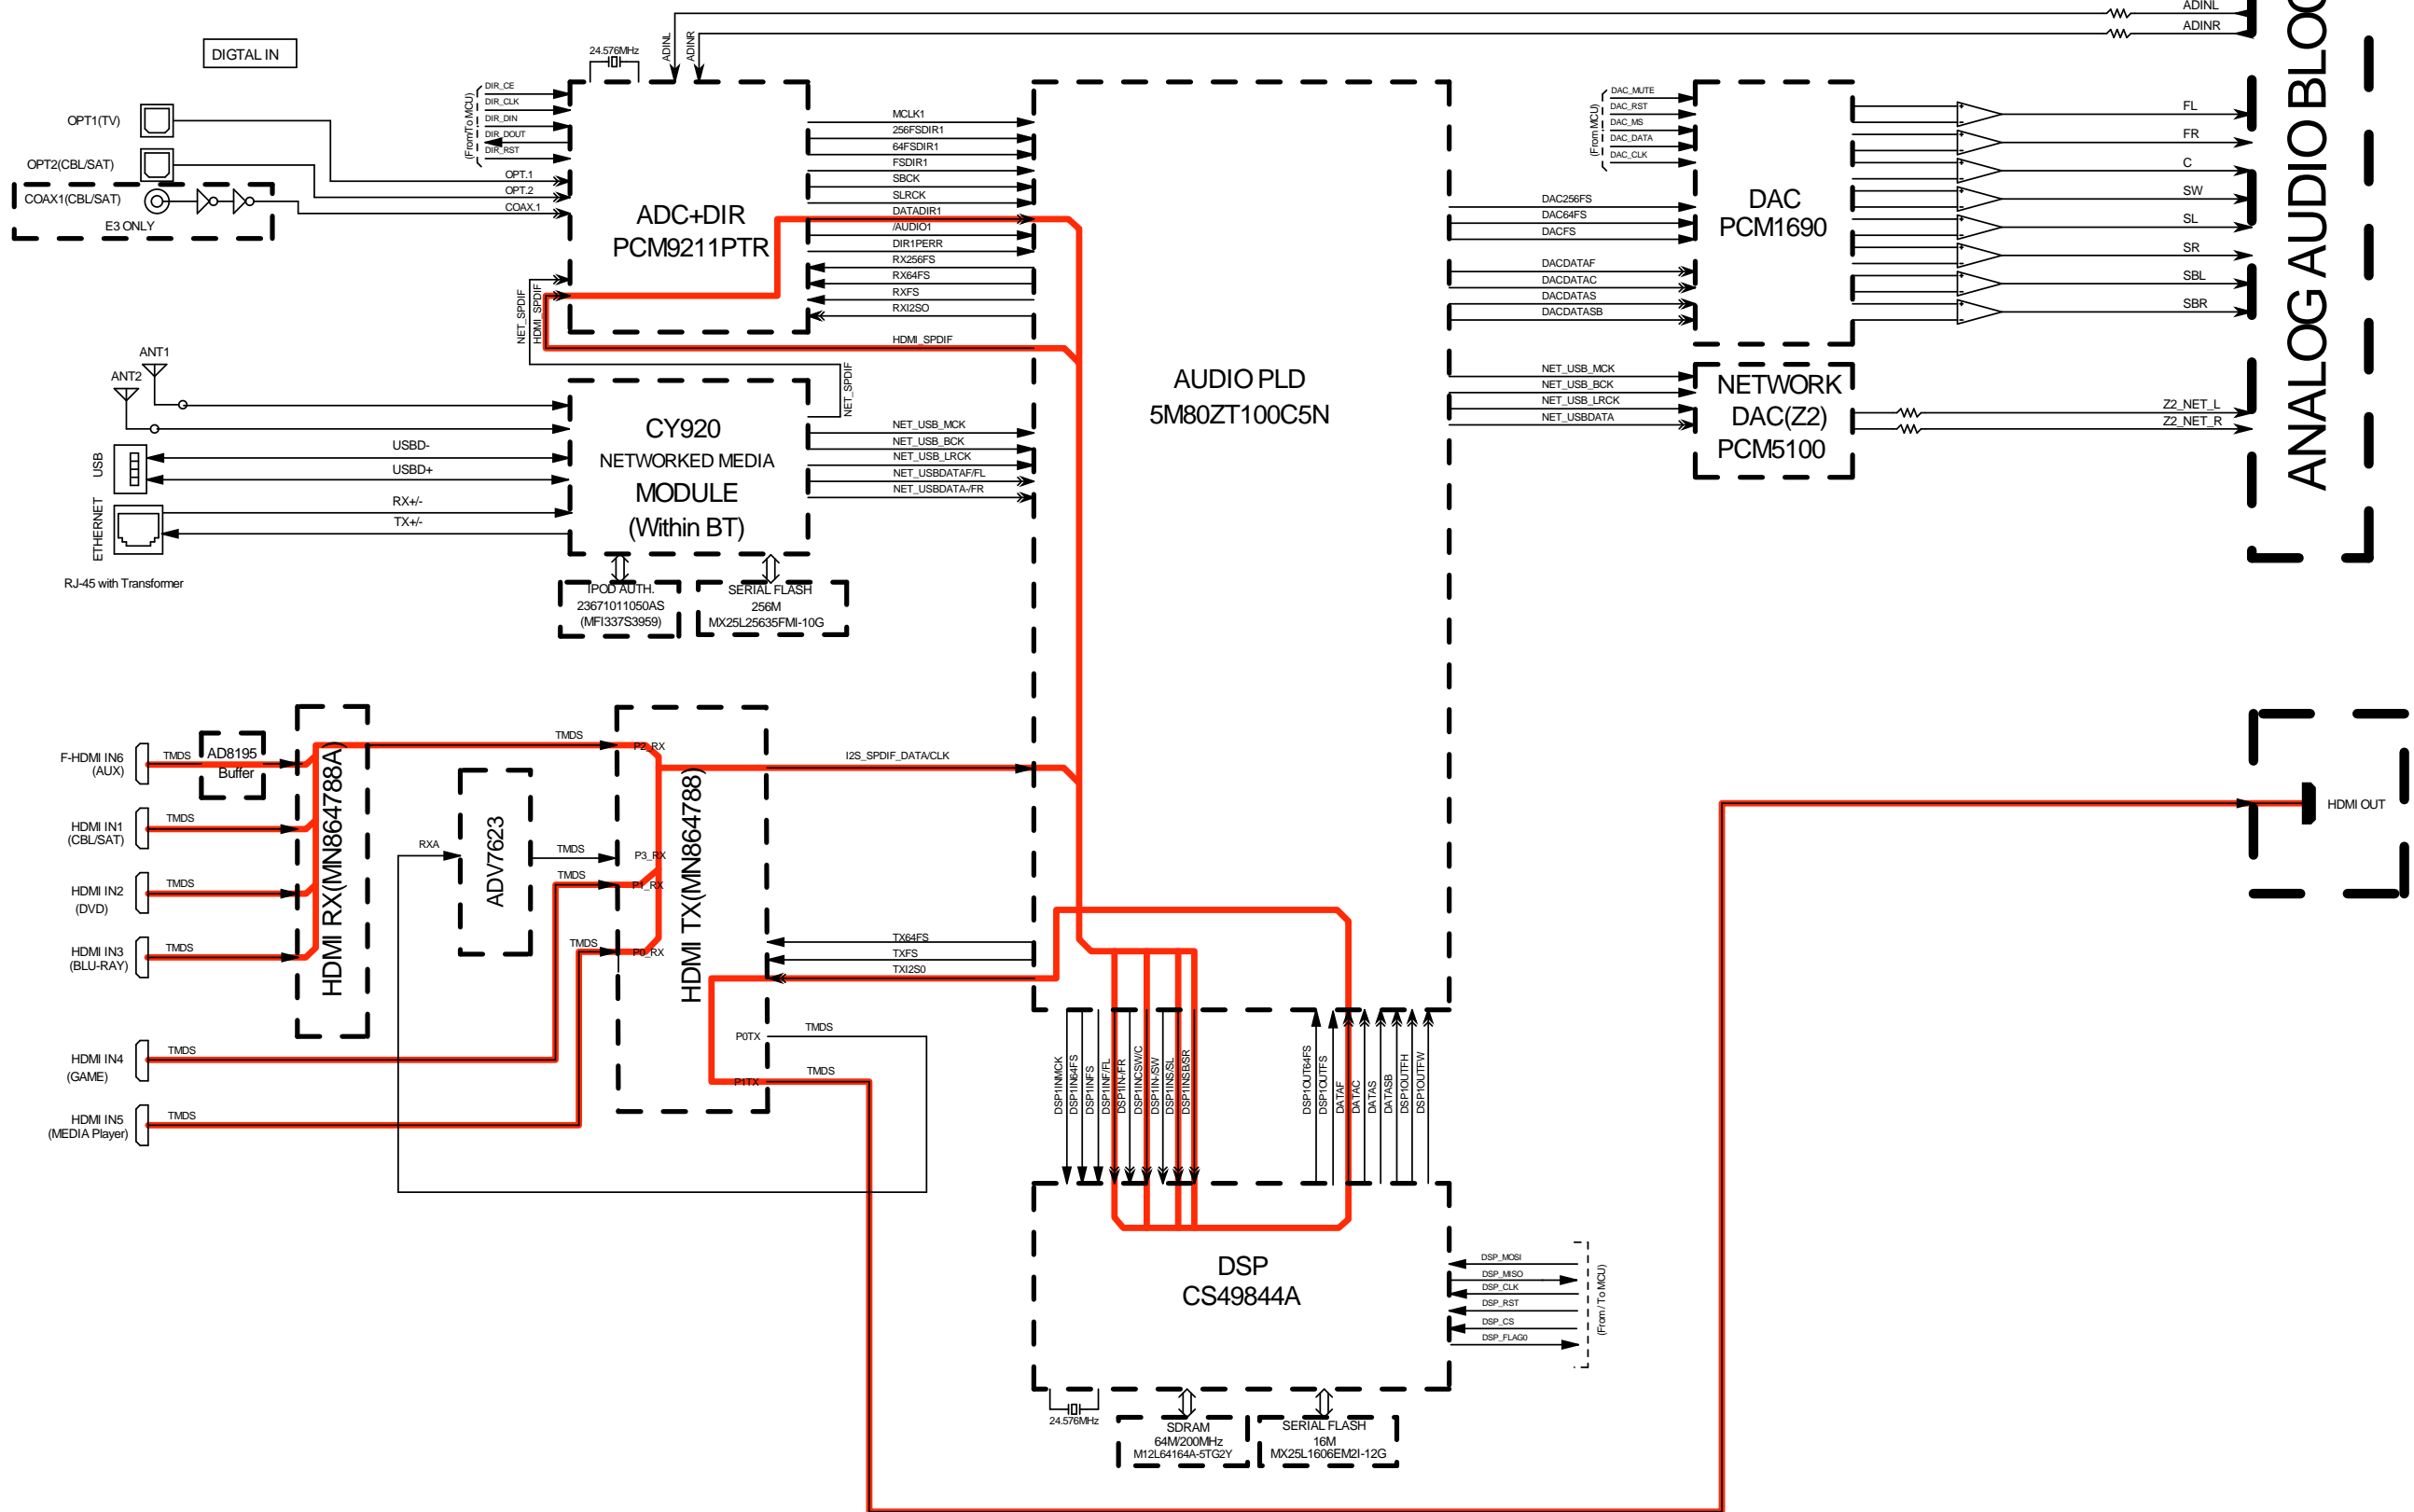 ADINL
ADINR
ANALOG AUDIO BLOC
DIGTAL IN
24.576MHz
ADINL
ADINR
(From/To MCU)
DIR_CE
DIR_CLK
DIR_DIN
DIR_DOUT
DIR_RST
OPT1(TV)
OPT2(CBL/SAT)
COAX1(CBL/SAT)
E3 ONLY
OPT.1
OPT.2
COAX.1
ADC+DIR
PCM9211PTR
NET_SPDIF
HDMI_SPDIF
MCLK1
256FSDIR1
64FSDIR1
FSDIR1
SBCK
SLRCK
DATADIR1
/AUDIO1
DIR1PERR
RX256FS
RX64FS
RXFS
RXI2SO
HDMI_SPDIF
NET_SPDIF
AUDIO PLD
5M80ZT100C5N
(From MCU)
DAC_MUTE
DAC_RST
DAC_MS
DAC_DATA
DAC_CLK
DAC256FS
DAC64FS
DACFS
DACDATAF
DACDATAC
DACDATAS
DACDATASB
DAC
PCM1690
FL
FR
C
SW
SL
SR
SBL
SBR
NET_USB_MCK
NET_USB_BCK
NET_USB_LRCK
NET_USBDATA
NETWORK
DAC(Z2)
PCM5100
Z2_NET_L
Z2_NET_R
ANT1
ANT2
USB
USBD-
USBD+
ETHERNET
RX+/-
TX+/-
RJ-45 with Transformer
CY920
NETWORKED MEDIA
MODULE
(Within BT)
NET_USB_MCK
NET_USB_BCK
NET_USB_LRCK
NET_USBDATAF/FL
NET_USBDATA-/FR
IPOD AUTH.
23671011050AS
(MFI337S3959)
SERIAL FLASH
256M
MX25L25635FMI-10G
F-HDMI IN6
(AUX)
TMDS
AD8195
Buffer
HDMI IN1
(CBL/SAT)
TMDS
HDMI IN2
(DVD)
TMDS
HDMI IN3
(BLU-RAY)
TMDS
HDMI IN4
(GAME)
TMDS
HDMI IN5
(MEDIA Player)
TMDS
HDMI RX(MN864788A)
RXA
ADV7623
TMDS
TMDS
TMDS
TMDS
P2_RX
P3_RX
P1_RX
P0_RX
HDMI TX(MN864788)
I2S_SPDIF_DATA/CLK
TX64FS
TXFS
TXI2S0
P0TX
TMDS
P1TX
TMDS
HDMI OUT
DSP1INMCK
DSP1IN64FS
DSP1INFS
DSP1INF/FL
DSP1IN-/FR
DSP1INCSW/C
DSP1IN-/SW
DSP1INS/SL
DSP1INSB/SR
DSP1OUT64FS
DSP1OUTFS
DATAF
DATAC
DATAS
DATASB
DSP1OUTFH
DSP1OUTFW
DSP
CS49844A
DSP_MOSI
DSP_MISO
DSP_CLK
DSP_RST
DSP_CS
DSP_FLAG0
(From / To MCU)
24.576MHz
SDRAM
64M/200MHz
M12L64164A-5TG2Y
SERIAL FLASH
16M
MX25L1606EM2I-12G